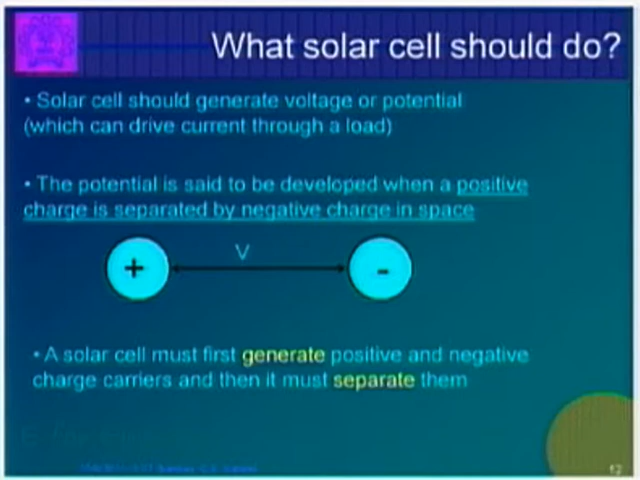 What solar cell should do?
• Solar cell should generate voltage or potential
(which can drive current through a load)
• The potential is said to be developed when a positive
charge is separated by negative charge in space
V
+ -
• A solar cell must first generate positive and negative
charge carriers and then it must separate them
12